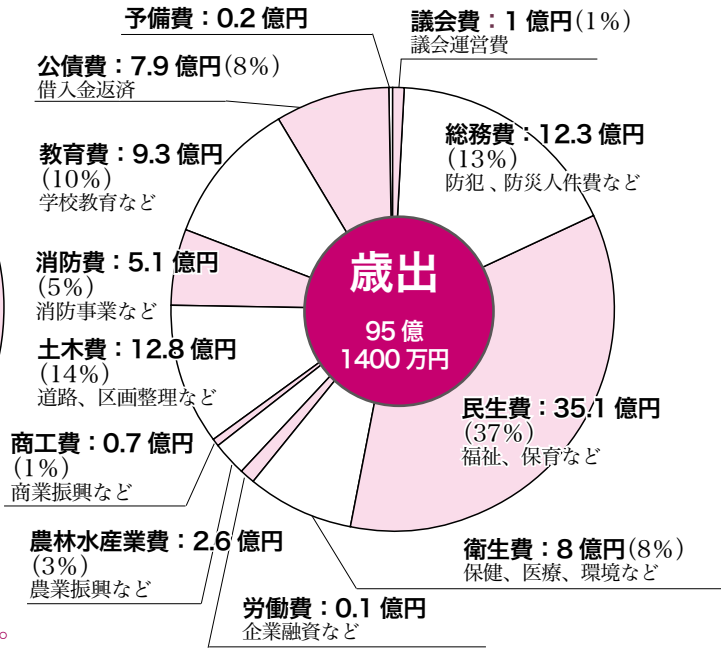 予備費：0.2 億円
議会費：1 億円(1%)
議会運営費
公債費：7.9 億円(8%)
借入金返済
総務費：12.3 億円
(13%)
防犯、防災人件費など
教育費：9.3 億円
(10%)
学校教育など
消防費：5.1 億円
(5%)
消防事業など
歳出
95 億
1400 万円
土木費：12.8 億円
(14%)
道路、区画整理など
民生費：35.1 億円
(37%)
福祉、保育など
商工費：0.7 億円
(1%)
商業振興など
農林水産業費：2.6 億円
(3%)
農業振興など
衛生費：8 億円(8%)
保健、医療、環境など
労働費：0.1 億円
企業融資など
。